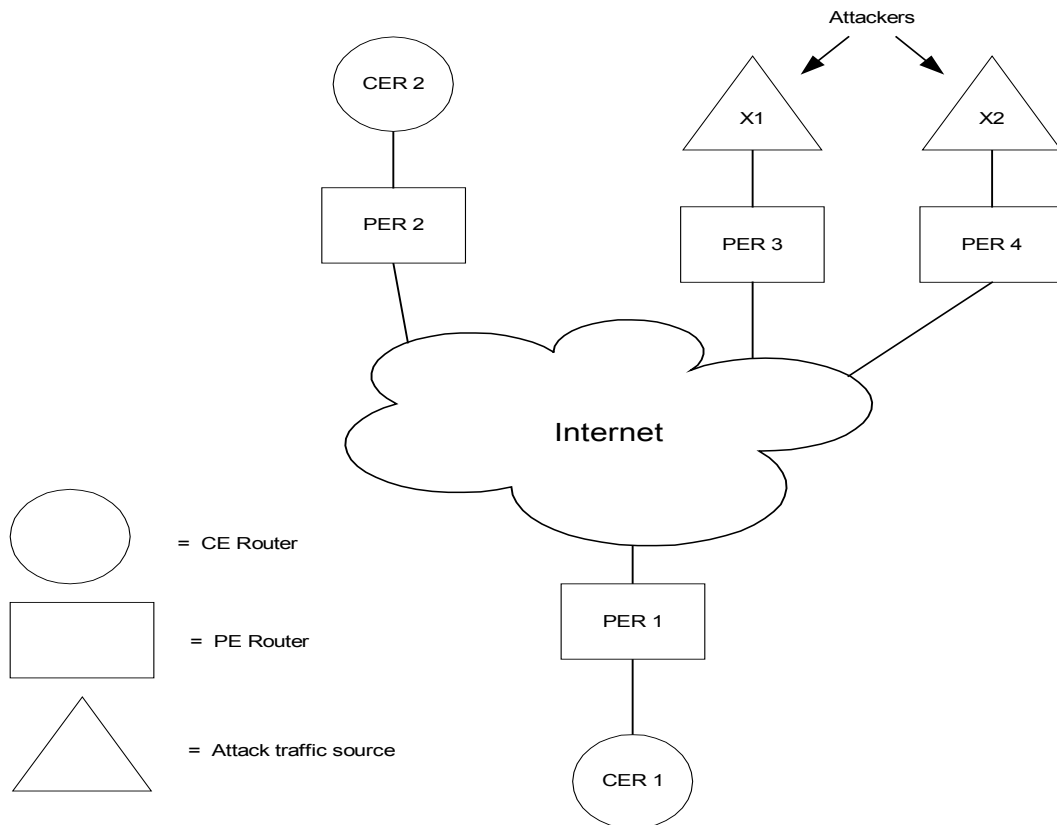 Attackers
CER 2
X1
X2
PER 2
PER 3
PER 4
Internet
= CE Router
PER 1
= PE Router
= Attack traffic source
CER 1